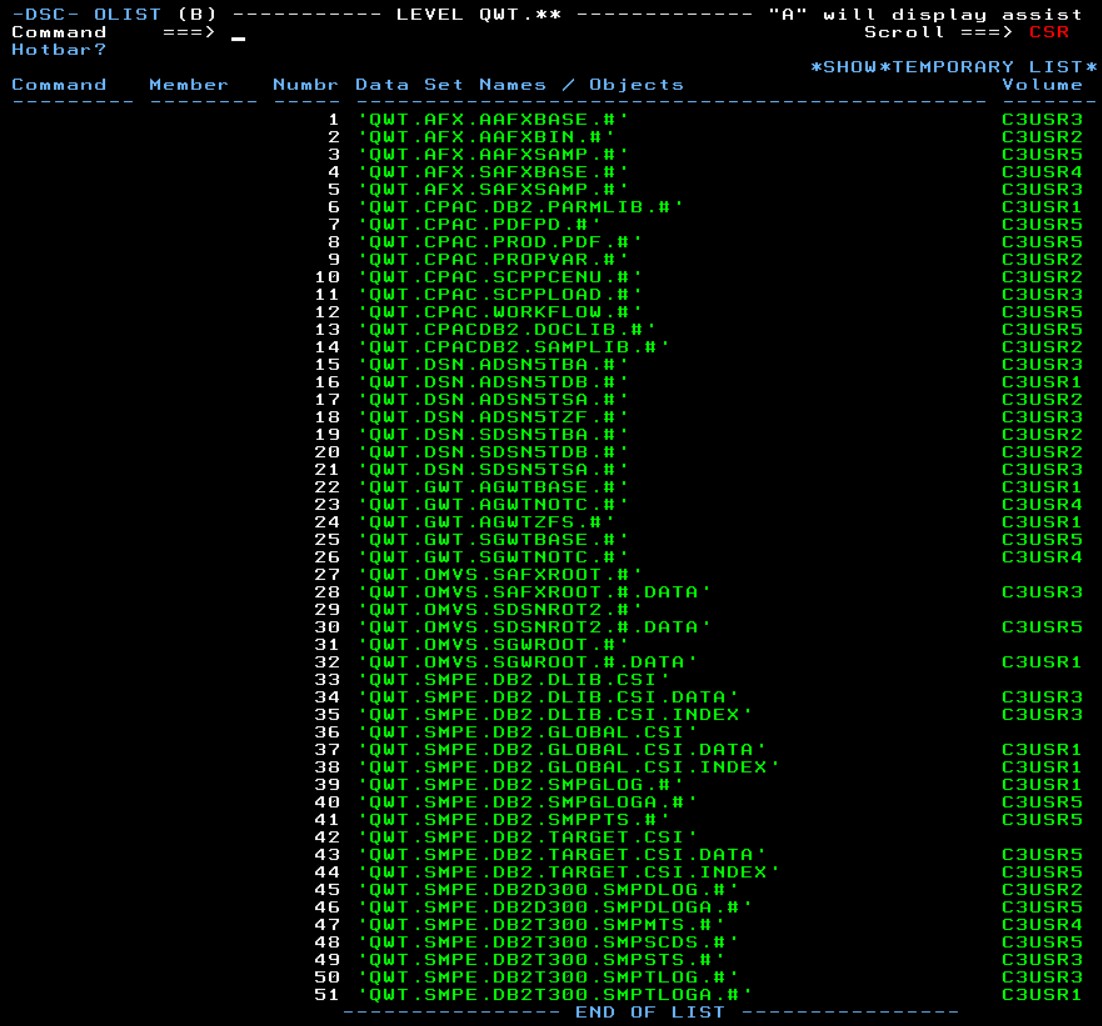 -DSC- OLIST (B) ----------- LEVEL QWT.** ------------- "A" will display assist
Command    ===> _                                          Scroll ===> CSR
Hotbar?
*SHOW*TEMPORARY LIST*
Command   Member   Numbr  Data Set Names / Objects                     Volume
--------- -------- ----- ---------------------------------------------- -------
1 'QWT.AFX.AAFXBASE.#' C3USR3
2 'QWT.AFX.AAFXBIN.#' C3USR2
3 'QWT.AFX.AAFXSAMP.#' C3USR5
4 'QWT.AFX.SAFXBASE.#' C3USR4
5 'QWT.AFX.SAFXSAMP.#' C3USR3
6 'QWT.CPAC.DB2.PARMLIB.#' C3USR1
7 'QWT.CPAC.PDFPD.#' C3USR5
8 'QWT.CPAC.PROD.PDF.#' C3USR5
9 'QWT.CPAC.PROPVAR.#' C3USR2
10 'QWT.CPAC.SCPPCENU.#' C3USR2
11 'QWT.CPAC.SCPPLOAD.#' C3USR3
12 'QWT.CPAC.WORKFLOW.#' C3USR5
13 'QWT.CPACDB2.DOCLIB.#' C3USR5
14 'QWT.CPACDB2.SAMPLIB.#' C3USR2
15 'QWT.DSN.ADSN5TBA.#' C3USR3
16 'QWT.DSN.ADSN5TDB.#' C3USR1
17 'QWT.DSN.ADSN5TSA.#' C3USR2
18 'QWT.DSN.ADSN5TZF.#' C3USR3
19 'QWT.DSN.SDSN5TBA.#' C3USR2
20 'QWT.DSN.SDSN5TDB.#' C3USR2
21 'QWT.DSN.SDSN5TSA.#' C3USR3
22 'QWT.GWT.AGWTBASE.#' C3USR1
23 'QWT.GWT.AGWTNOTC.#' C3USR4
24 'QWT.GWT.AGWTZFS.#' C3USR1
25 'QWT.GWT.SGWTBASE.#' C3USR5
26 'QWT.GWT.SGWTNOTC.#' C3USR4
27 'QWT.OMVS.SAFXROOT.#'
28 'QWT.OMVS.SAFXROOT.#.DATA' C3USR3
29 'QWT.OMVS.SDSNROT2.#'
30 'QWT.OMVS.SDSNROT2.#.DATA' C3USR5
31 'QWT.OMVS.SGWROOT.#'
32 'QWT.OMVS.SGWROOT.#.DATA' C3USR1
33 'QWT.SMPE.DB2.DLIB.CSI'
34 'QWT.SMPE.DB2.DLIB.CSI.DATA' C3USR3
35 'QWT.SMPE.DB2.DLIB.CSI.INDEX' C3USR3
36 'QWT.SMPE.DB2.GLOBAL.CSI'
37 'QWT.SMPE.DB2.GLOBAL.CSI.DATA' C3USR1
38 'QWT.SMPE.DB2.GLOBAL.CSI.INDEX' C3USR1
39 'QWT.SMPE.DB2.SMPGLOG.#' C3USR1
40 'QWT.SMPE.DB2.SMPGLOGA.#' C3USR5
41 'QWT.SMPE.DB2.SMPPTS.#' C3USR5
42 'QWT.SMPE.DB2.TARGET.CSI'
43 'QWT.SMPE.DB2.TARGET.CSI.DATA' C3USR5
44 'QWT.SMPE.DB2.TARGET.CSI.INDEX' C3USR5
45 'QWT.SMPE.DB2D300.SMPDLOG.#' C3USR2
46 'QWT.SMPE.DB2D300.SMPDLOGA.#' C3USR5
47 'QWT.SMPE.DB2T300.SMPMTS.#' C3USR4
48 'QWT.SMPE.DB2T300.SMPSCDS.#' C3USR5
49 'QWT.SMPE.DB2T300.SMPSTS.#' C3USR3
50 'QWT.SMPE.DB2T300.SMPTLOG.#' C3USR3
51 'QWT.SMPE.DB2T300.SMPTLOGA.#' C3USR1
---------------- END OF LIST ----------------